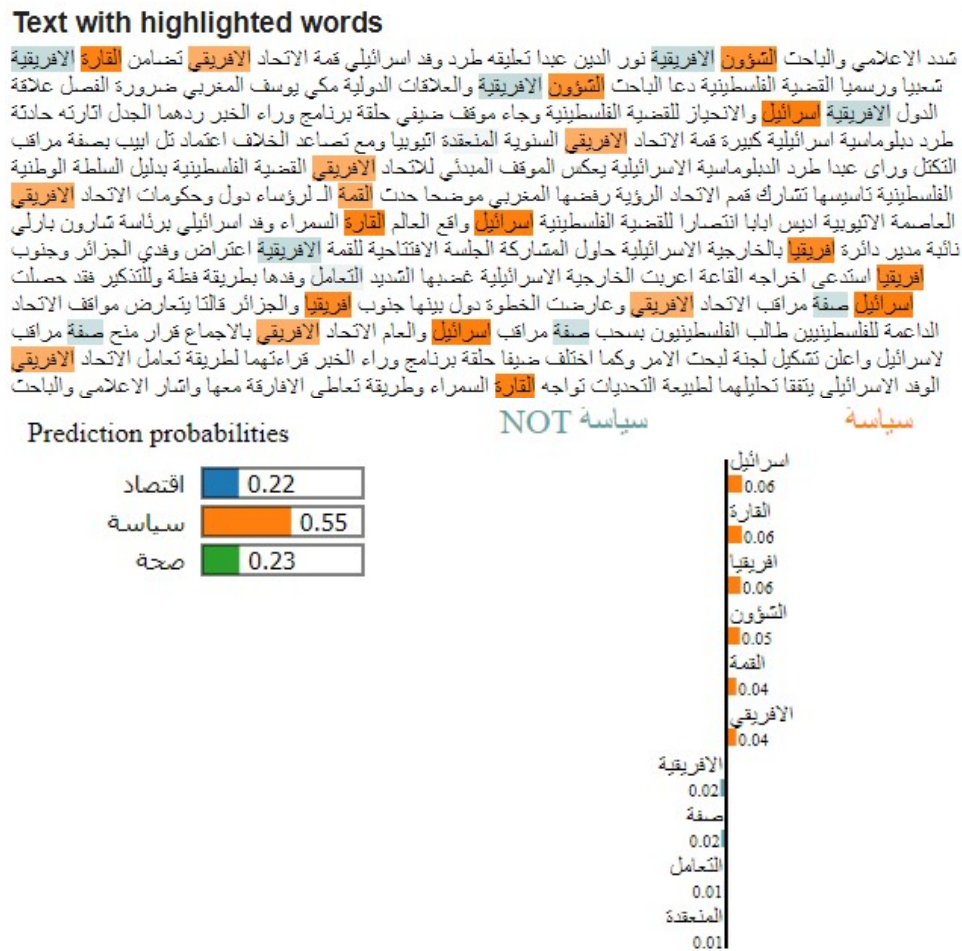 Text with highlighted words
شدد الاعلامي والباحث الشؤون الافريقية نور الدين عبدا تعليقه طرد وفد اسرائيلي قمة الاتحاد الافريقي تضامن القارة الافريقية
شعبيا ورسميا القضية الفلسطينية دعا الباحث الشؤون الافريقية والعلاقات الدولية مكي يوسف المغربي ضرورة الفصل علاقة
الدول الافريقية اسرائيل والانحياز للقضية الفلسطينية وجاء موقف ضيفي حلقة برنامج وراء الخبر ردهما الجدل اثارته حادثة
طرد دبلوماسية اسرائيلية كبيرة قمة الاتحاد الافريقي السنوية المنعقدة اثيوبيا ومع تصاعد الخلاف اعتماد تل ابيب بصفة مراقب
التكتل وراى عبدا طرد الدبلوماسية الاسرائيلية يعكس الموقف المبدئي للاتحاد الافريقي القضية الفلسطينية بدليل السلطة الوطنية
الفلسطينية تاسيسها تشارك قمم الاتحاد الرؤية رفضها المغربي موضحا حدث القمة الـ لرؤساء دول وحكومات الاتحاد الافريقي
العاصمة الاثيوبية اديس ابابا انتصارا للقضية الفلسطينية اسرائيل واقع العالم القارة السمراء وفد اسرائيلي برئاسة شارون بارلي
نائبة مدير دائرة افريقيا بالخارجية الاسرائيلية حاول المشاركة الجلسة الافتتاحية للقمة الافريقية اعتراض وفدي الجزائر وجنوب
افريقيا استدعى اخراجه القاعة اعربت الخارجية الاسرائيلية غضبها الشديد التعامل وفدها بطريقة فظة وللتذكير فقد حصلت
اسرائيل صفة مراقب الاتحاد الافريقي وعارضت الخطوة دول بينها جنوب افريقيا والجزائر قالتا يتعارض مواقف الاتحاد
الداعمة للفلسطينيين طالب الفلسطينيون بسحب صفة مراقب اسرائيل والعام الاتحاد الافريقي بالاجماع قرار منح صفة مراقب
لاسرائيل واعلن تشكيل لجنة لبحث الامر وكما اختلف ضيفا حلقة برنامج وراء الخبر قراءتهما لطريقة تعامل الاتحاد الافريقي
الوفد الاسرائيلي يتفقا تحليلهما لطبيعة التحديات تواجه القارة السمراء وطريقة تعاطى الافارقة معها واشار الاعلامي والباحث
Prediction probabilities
اقتصاد 0.22
سياسة 0.55
صحة 0.23
NOT سياسة
سياسة
اسرائيل
0.06
القارة
0.06
افريقيا
0.06
الشؤون
0.05
القمة
0.04
الافريقي
0.04
الافريقية
0.02
صفة
0.02
التعامل
0.01
المنعقدة
0.01